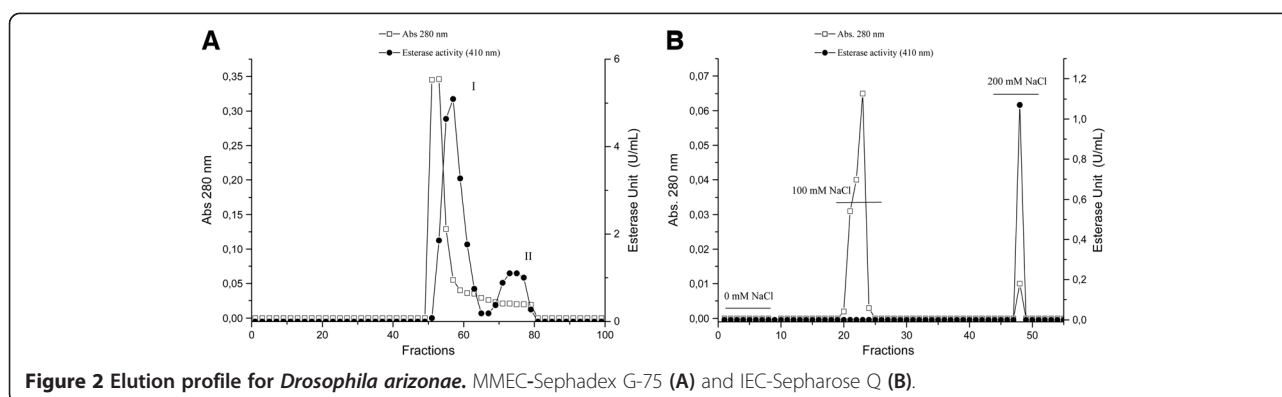 A
Abs 280 nm
Esterase activity (410 nm)
0,35
0,30
0,25
0,20
0,15
0,10
0,05
0,00
Abs 280 nm
6
4
2
0
Esterase Unit (U/mL)
I
II
0 20 40 60 80 100
Fractions
B
Abs. 280 nm
Esterase activity (410 nm)
0,07
0,06
0,05
0,04
0,03
0,02
0,01
0,00
Abs. 280 nm
1,2
1,0
0,8
0,6
0,4
0,2
0,0
Esterase Unit (U/mL)
200 mM NaCl
100 mM NaCl
0 mM NaCl
10 20 30 40 50
Fractions
Figure 2 Elution profile for Drosophila arizonae. MMEC-Sephadex G-75 (A) and IEC-Sepharose Q (B).